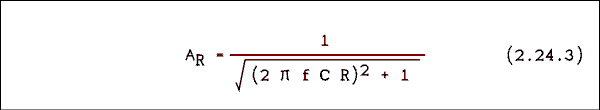 A_R = 1 / √((2 π f C R)² + 1) (2.24.3)